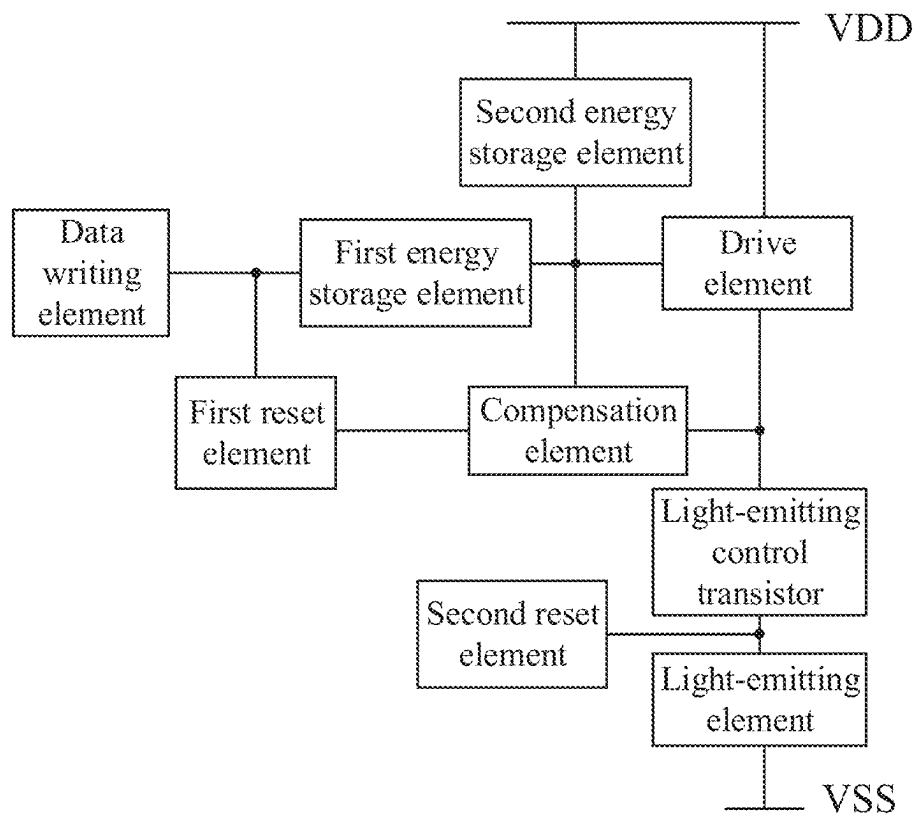 VDD
Second energy
storage element
Data
writing
element
First energy
storage element
Drive
element
First reset
element
Compensation
element
Light-emitting
control
transistor
Second reset
element
Light-emitting
element
VSS